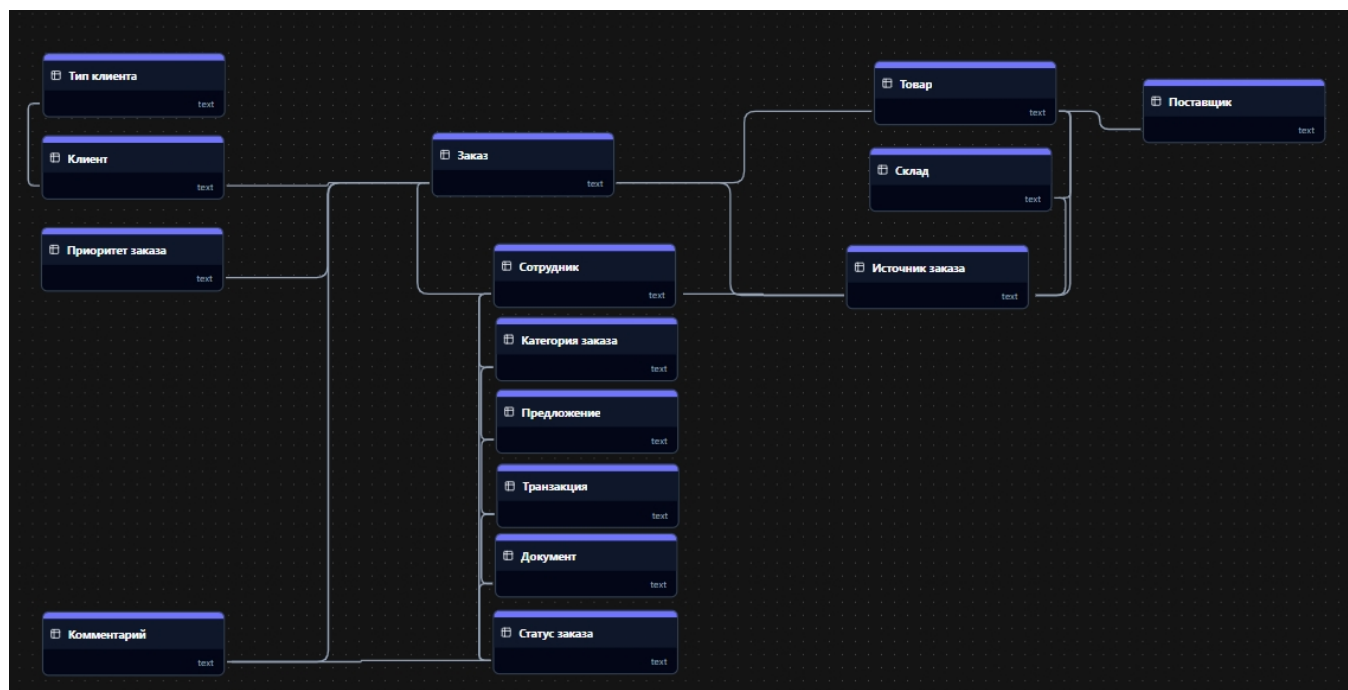 Тип клиента
text
Клиент
text
Приоритет заказа
text
Комментарий
text
Заказ
text
Сотрудник
text
Категория заказа
text
Предложение
text
Транзакция
text
Документ
text
Статус заказа
text
Товар
text
Склад
text
Источник заказа
text
Поставщик
text